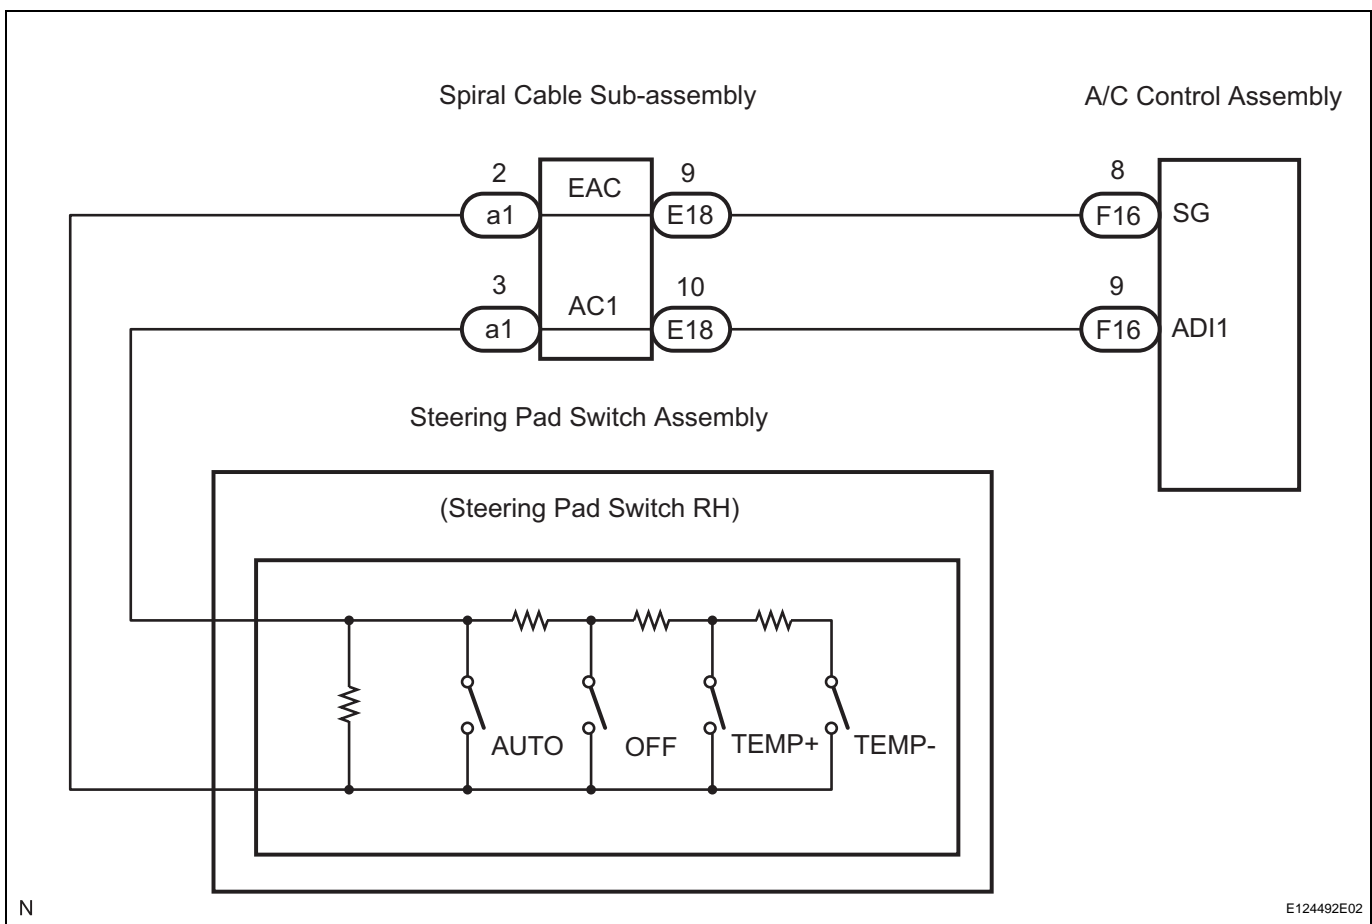 Spiral Cable Sub-assembly
A/C Control Assembly
2
EAC
9
8
a1
E18
F16
SG
3
AC1
10
9
a1
E18
F16
ADI1
Steering Pad Switch Assembly
(Steering Pad Switch RH)
AUTO
OFF
TEMP+
TEMP-
N
E124492E02